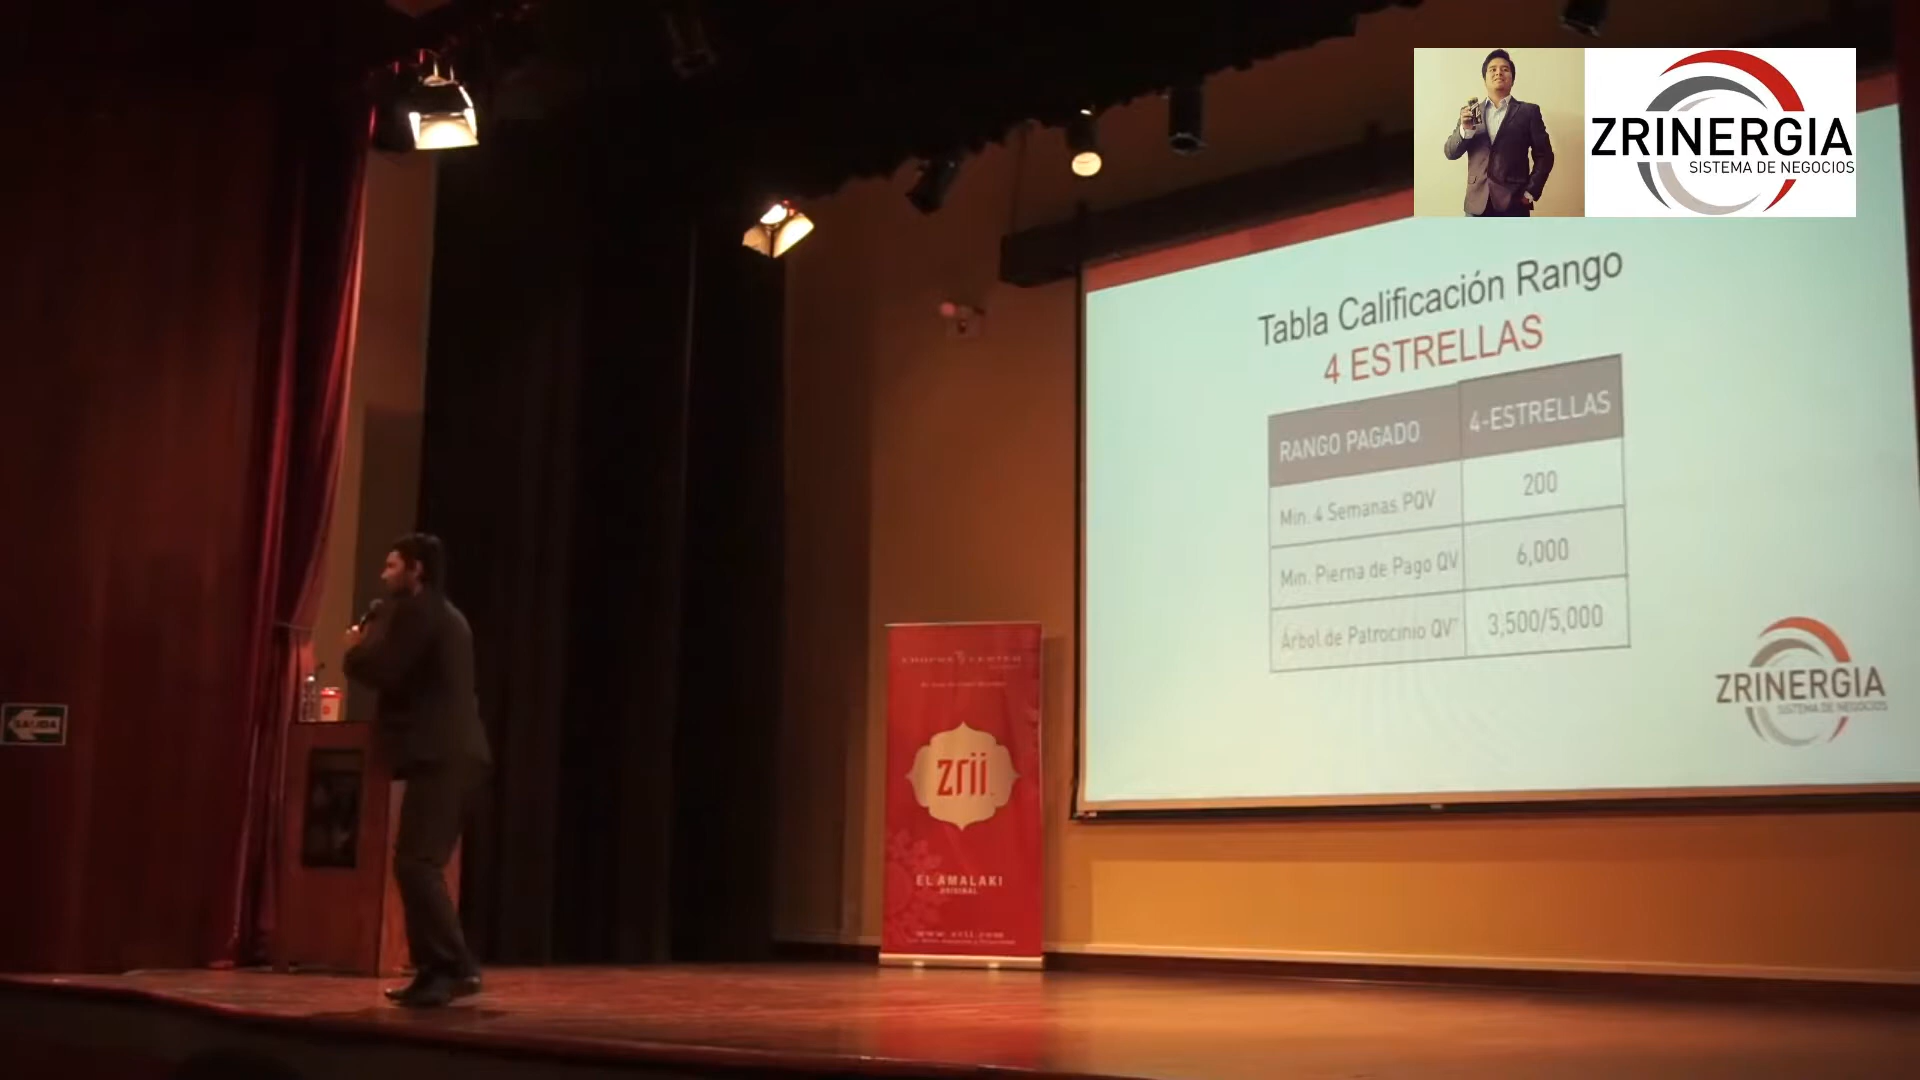 ZRINERGIA
SISTEMA DE NEGOCIOS
Tabla Calificación Rango
4 ESTRELLAS
RANGO PAGADO 4-ESTRELLAS
Min. 4 Semanas PQV 200
Min. Pierna de Pago QV 6,000
Árbol de Patrocinio QV* 3,500/5,000
ZRINERGIA
SISTEMA DE NEGOCIOS
SALIDA
CHOPRA CENTER
zrii
EL AMALAKI
ORIGINAL
www.zrii.com